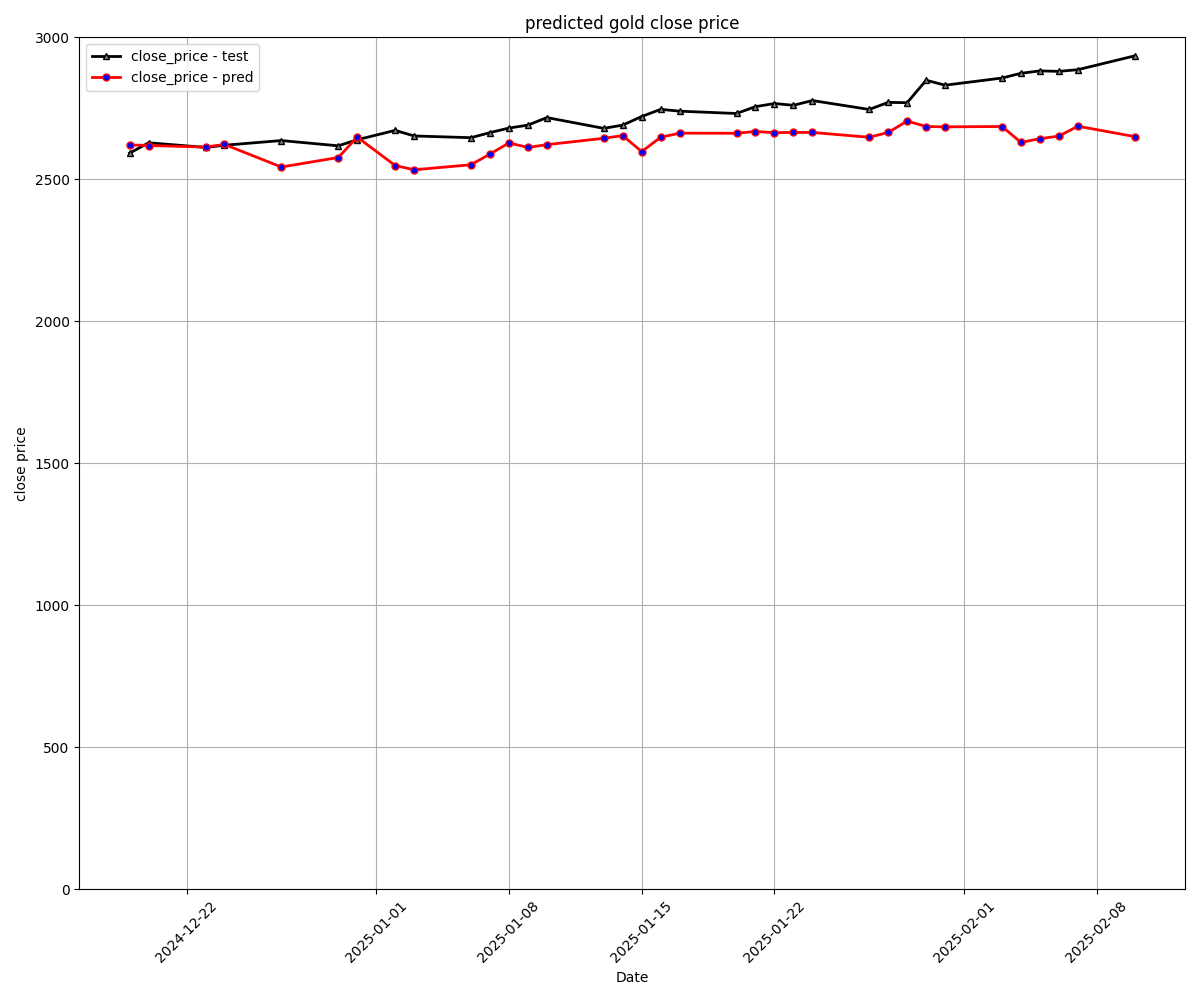 predicted gold close price
close_price - test
close_price - pred
3000
2500
2000
1500
1000
500
0
close price
2024-12-22
2025-01-01
2025-01-08
2025-01-15
2025-01-22
2025-02-01
2025-02-08
Date